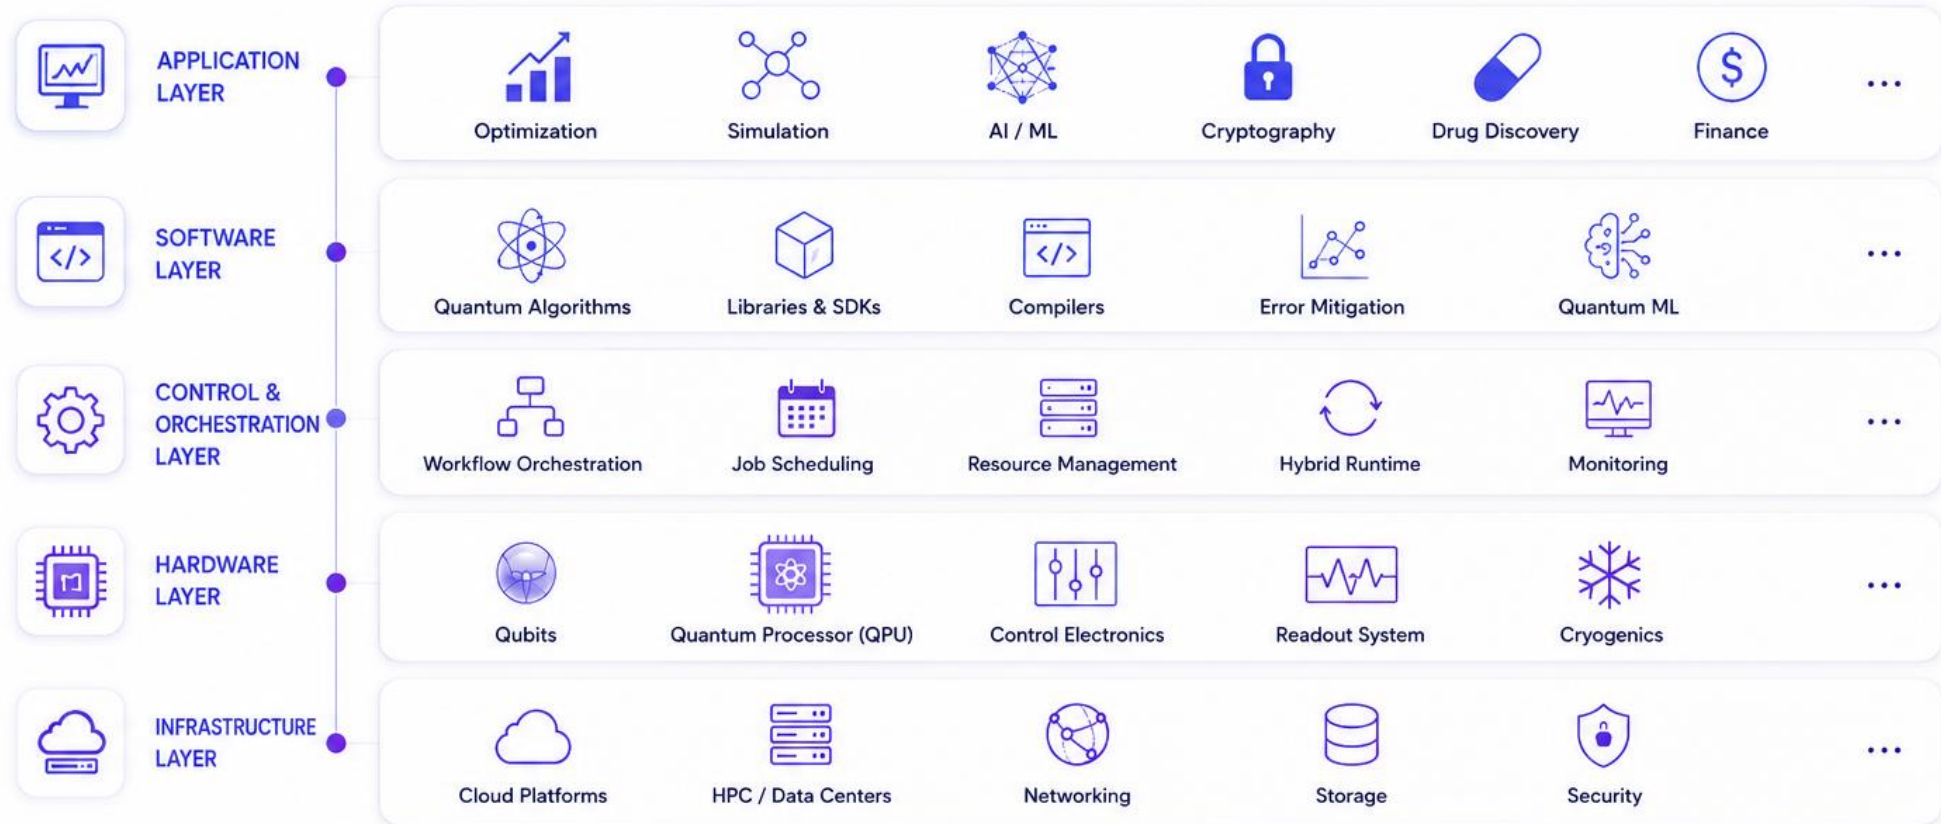 APPLICATION
LAYER
Optimization
Simulation
AI / ML
Cryptography
Drug Discovery
Finance
...
SOFTWARE
LAYER
</>
Quantum Algorithms
Libraries & SDKs
</>
Compilers
Error Mitigation
Quantum ML
...
CONTROL &
ORCHESTRATION
LAYER
Workflow Orchestration
Job Scheduling
Resource Management
Hybrid Runtime
Monitoring
...
HARDWARE
LAYER
Qubits
Quantum Processor (QPU)
Control Electronics
Readout System
Cryogenics
...
INFRASTRUCTURE
LAYER
Cloud Platforms
HPC / Data Centers
Networking
Storage
Security
...
$